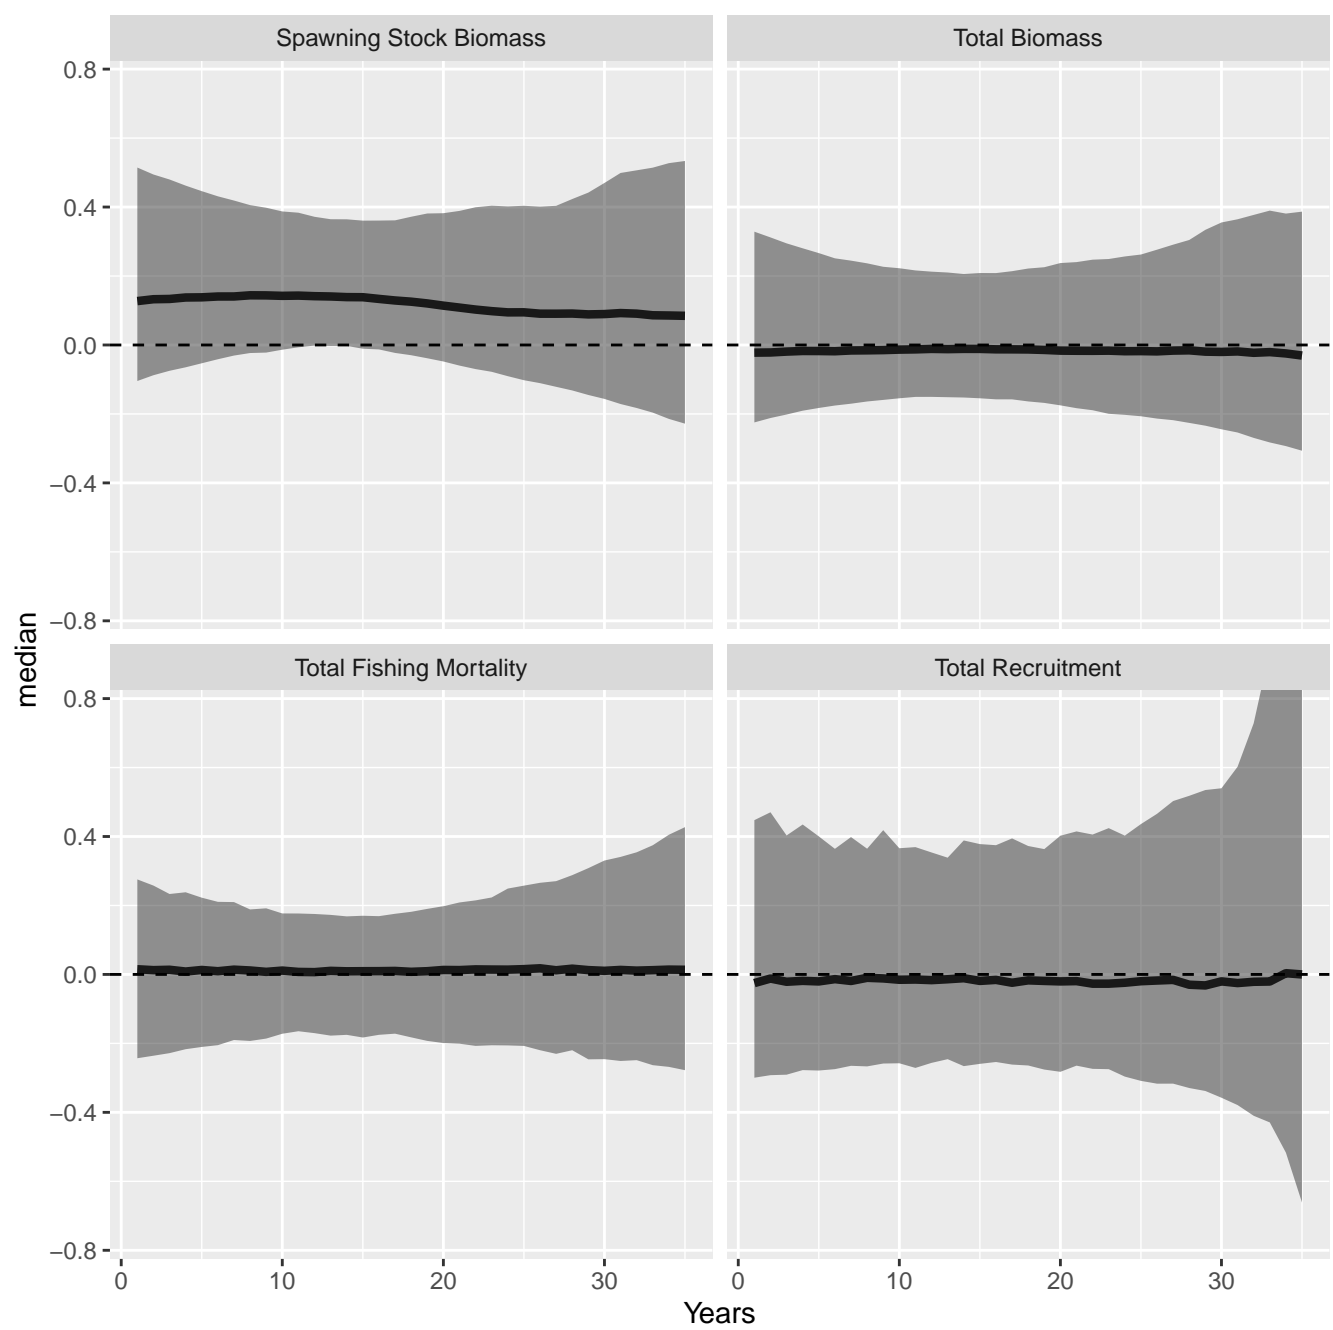 Spawning Stock Biomass
Total Biomass
0.8
0.4
0.0
−0.4
−0.8
median
Total Fishing Mortality
Total Recruitment
0.8
0.4
0.0
−0.4
−0.8
0 10 20 30
0 10 20 30
Years